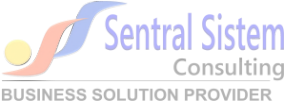 Sentral Sistem
Consulting
BUSINESS SOLUTION PROVIDER